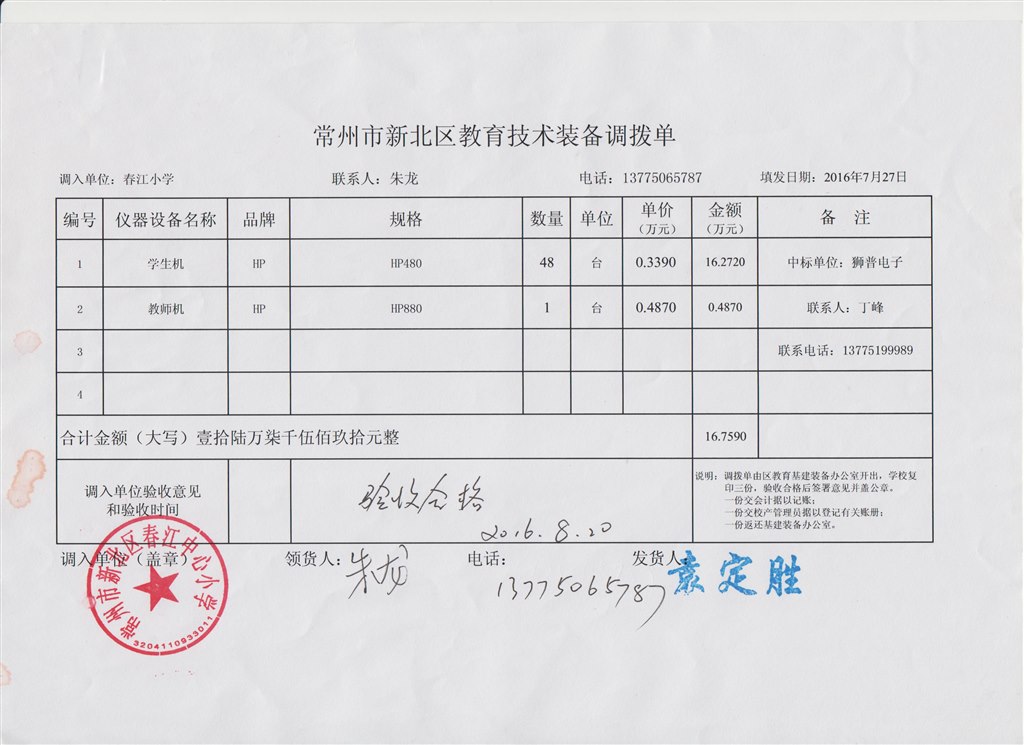 常州市新北区教育技术装备调拨单
调入单位：春江小学 联系人：朱龙 电话：13775065787 填发日期：2016年7月27日
编号 仪器设备名称 品牌 规格 数量 单位 单价（万元） 金额（万元） 备 注
1 学生机 HP HP480 48 台 0.3390 16.2720 中标单位：狮普电子
2 教师机 HP HP880 1 台 0.4870 0.4870 联系人：丁峰
3 联系电话：13775199989
4
合计金额（大写）壹拾陆万柒千伍佰玖拾元整 16.7590
调入单位验收意见
和验收时间
验收合格
2016.8.20
说明：调拨单由区教育基建装备办公室开出，学校复
印三份，验收合格后签署意见并盖公章。
一份交会计据以记账；
一份交校产管理员据以登记有关账册；
一份返还基建装备办公室。
调入单位（盖章） 领货人：朱龙 电话：13775065787 发货人：袁定胜
常州市新北区春江中心小学
3204110933011